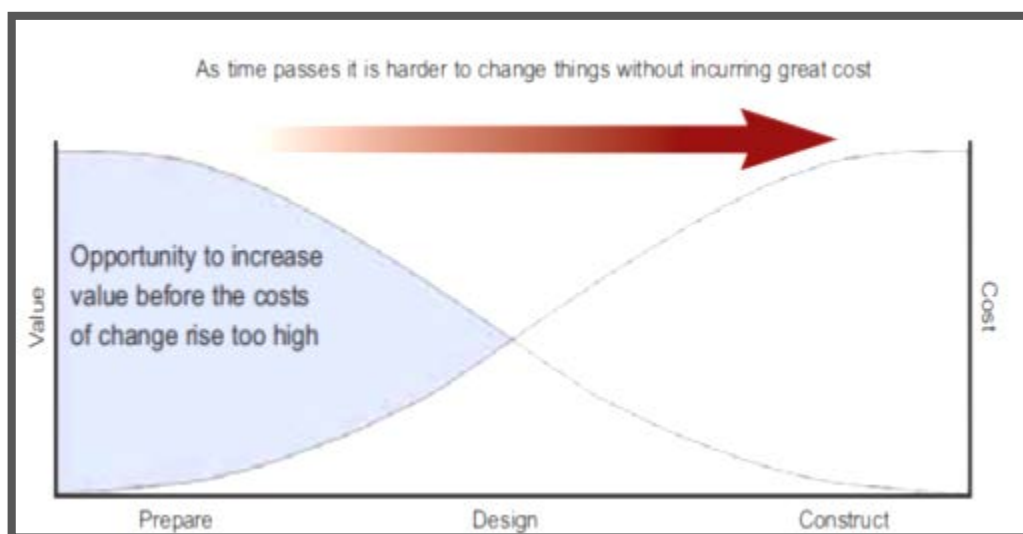 As time passes it is harder to change things without incurring great cost
Opportunity to increase
value before the costs
of change rise too high
Value
Cost
Prepare
Design
Construct